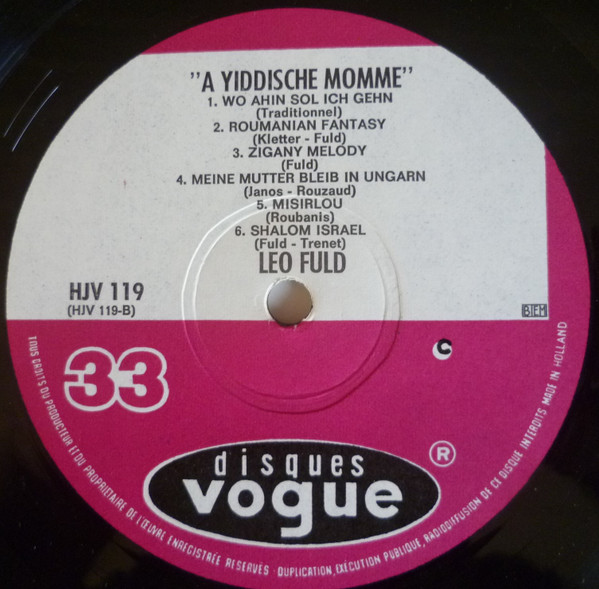 "A YIDDISCHE MOMME"
1. WO AHIN SOL ICH GEHN
(Traditionnel)
2. ROUMANIAN FANTASY
(Kletter - Fuld)
3. ZIGANY MELODY
(Fuld)
4. MEINE MUTTER BLEIB IN UNGARN
(Janos - Rouzaud)
5. MISIRLOU
(Roubanis)
6. SHALOM ISRAEL
(Fuld - Trenet)
LEO FULD
HJV 119
(HJV 119-B)
BIEM
33
C
disques
vogue
®
TOUS DROITS DU PRODUCTEUR ET DU PROPRIÉTAIRE DE L'ŒUVRE ENREGISTRÉE RESERVÉS · DUPLICATION, EXÉCUTION PUBLIQUE, RADIODIFFUSION DE CE DISQUE INTERDITS MADE IN HOLLAND